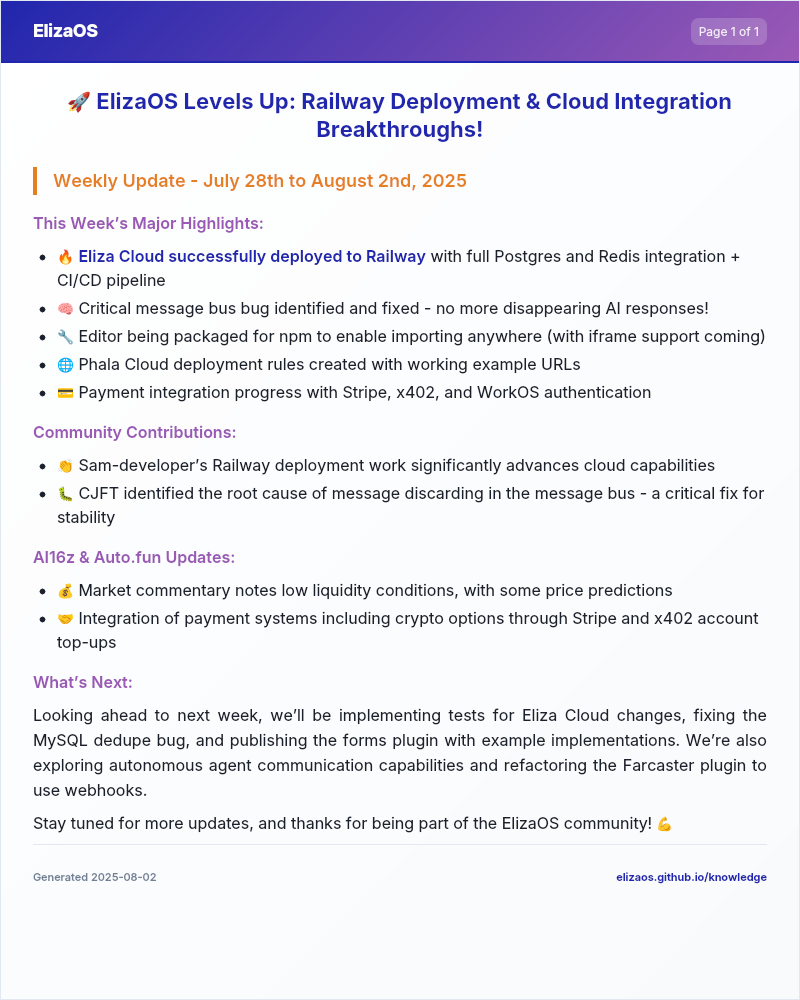 ElizaOS
Page 1 of 1
🚀 ElizaOS Levels Up: Railway Deployment & Cloud Integration
Breakthroughs!
Weekly Update - July 28th to August 2nd, 2025
This Week’s Major Highlights:
• 🔥 Eliza Cloud successfully deployed to Railway with full Postgres and Redis integration +
CI/CD pipeline
• 🧠 Critical message bus bug identified and fixed - no more disappearing AI responses!
• 🔧 Editor being packaged for npm to enable importing anywhere (with iframe support coming)
• 🌐 Phala Cloud deployment rules created with working example URLs
• 💳 Payment integration progress with Stripe, x402, and WorkOS authentication
Community Contributions:
• 👏 Sam-developer’s Railway deployment work significantly advances cloud capabilities
• 🐛 CJFT identified the root cause of message discarding in the message bus - a critical fix for
stability
AI16z & Auto.fun Updates:
• 💰 Market commentary notes low liquidity conditions, with some price predictions
• 🤝 Integration of payment systems including crypto options through Stripe and x402 account
top-ups
What’s Next:
Looking ahead to next week, we’ll be implementing tests for Eliza Cloud changes, fixing the
MySQL dedupe bug, and publishing the forms plugin with example implementations. We’re also
exploring autonomous agent communication capabilities and refactoring the Farcaster plugin to
use webhooks.
Stay tuned for more updates, and thanks for being part of the ElizaOS community! 💪
Generated 2025-08-02
elizaos.github.io/knowledge